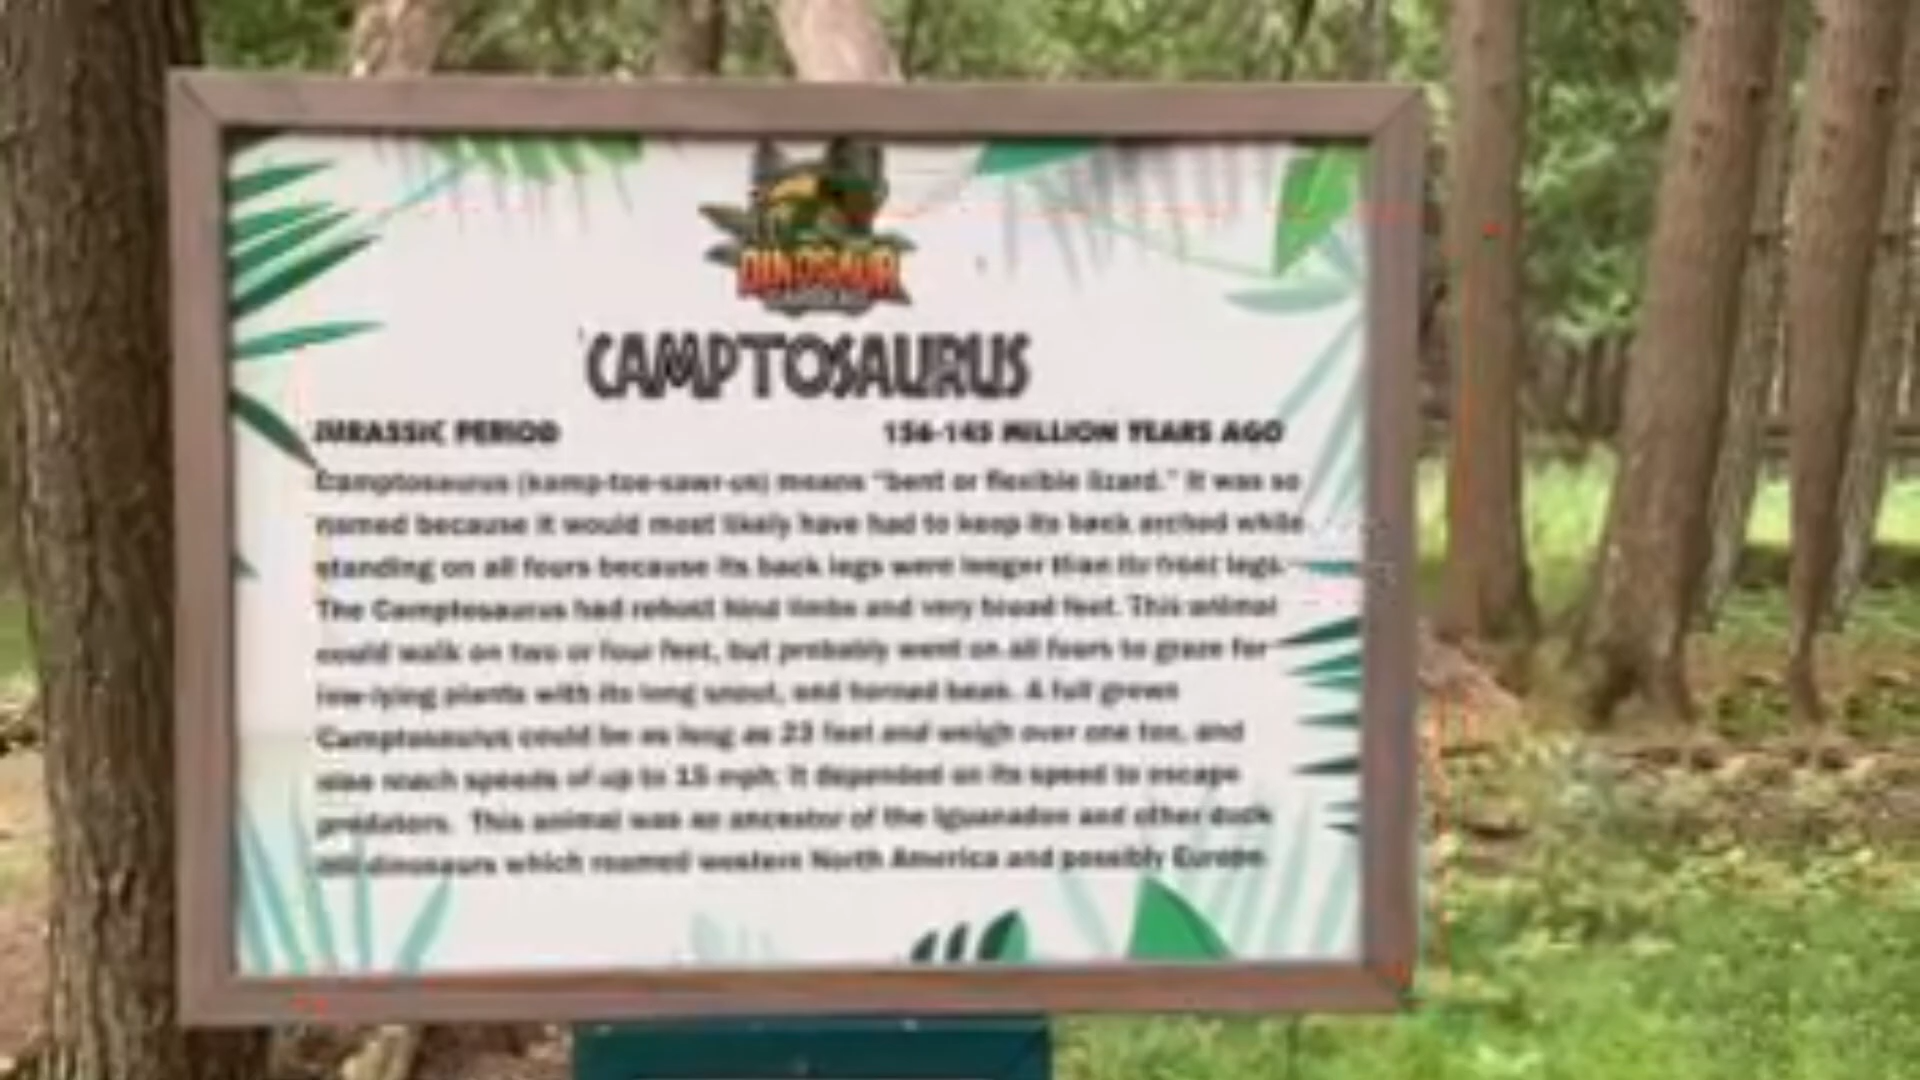 DINOSAUR
CAMPTOSAURUS
JURASSIC PERIOD 156-145 MILLION YEARS AGO
Camptosaurus (kamp-toe-sawr-us) means "bent or flexible lizard." It was so
named because it would most likely have had to keep its back arched while
standing on all fours because its back legs were longer than its front legs.
The Camptosaurus had robust hind limbs and very broad feet. This animal
could walk on two or four feet, but probably went on all fours to graze for
low-lying plants with its long snout, and horned beak. A full grown
Camptosaurus could be as long as 23 feet and weigh over one ton, and
also reach speeds of up to 15 mph; it depended on its speed to escape
predators. This animal was an ancestor of the Iguanadon and other duck
bill dinosaurs which roamed western North America and possibly Europe.